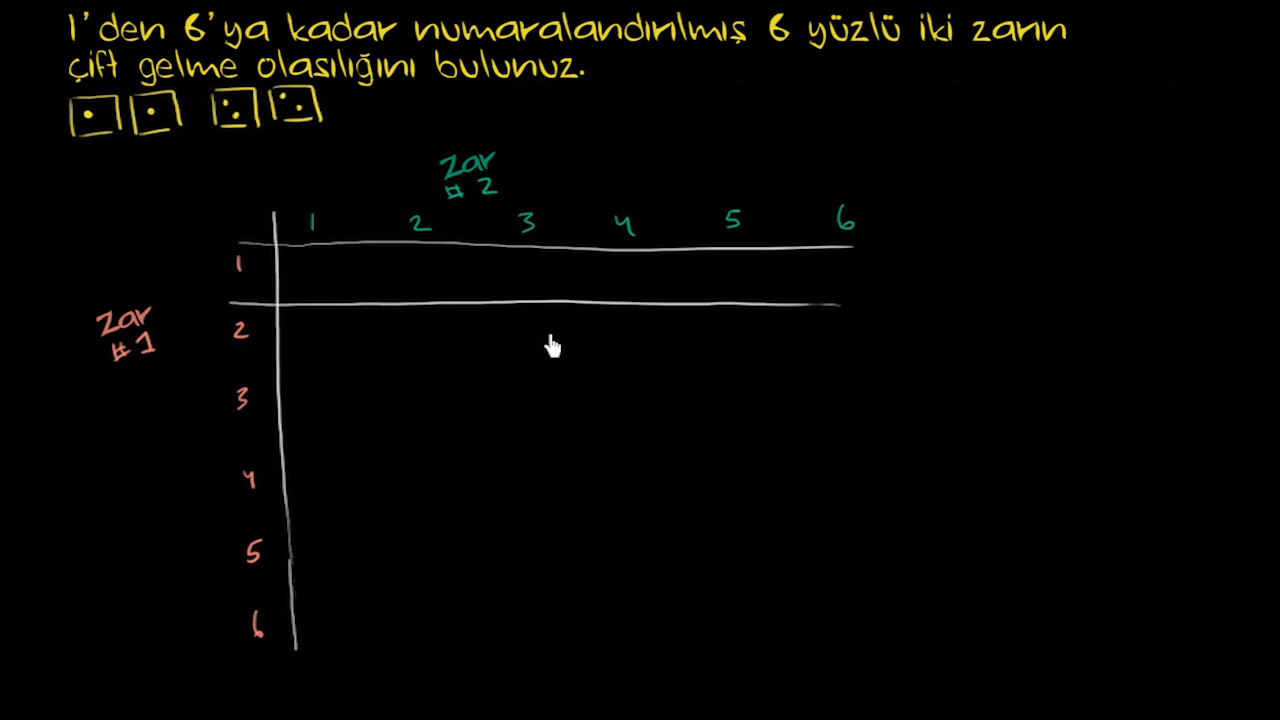 1'den 6'ya kadar numaralandırılmış 6 yüzlü iki zarın
çift gelme olasılığını bulunuz.
Zar
# 2
1 2 3 4 5 6
1
Zar
# 1
2
3
4
5
6